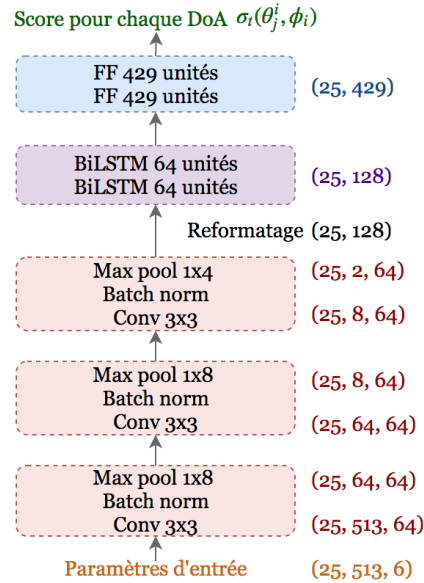 Score pour chaque DoA σ_t(θ_j^i, ϕ_i)
FF 429 unités
FF 429 unités
(25, 429)
BiLSTM 64 unités
BiLSTM 64 unités
(25, 128)
Reformatage (25, 128)
Max pool 1x4 (25, 2, 64)
Batch norm
Conv 3x3 (25, 8, 64)
Max pool 1x8 (25, 8, 64)
Batch norm
Conv 3x3 (25, 64, 64)
Max pool 1x8 (25, 64, 64)
Batch norm
Conv 3x3 (25, 513, 64)
Paramètres d'entrée (25, 513, 6)